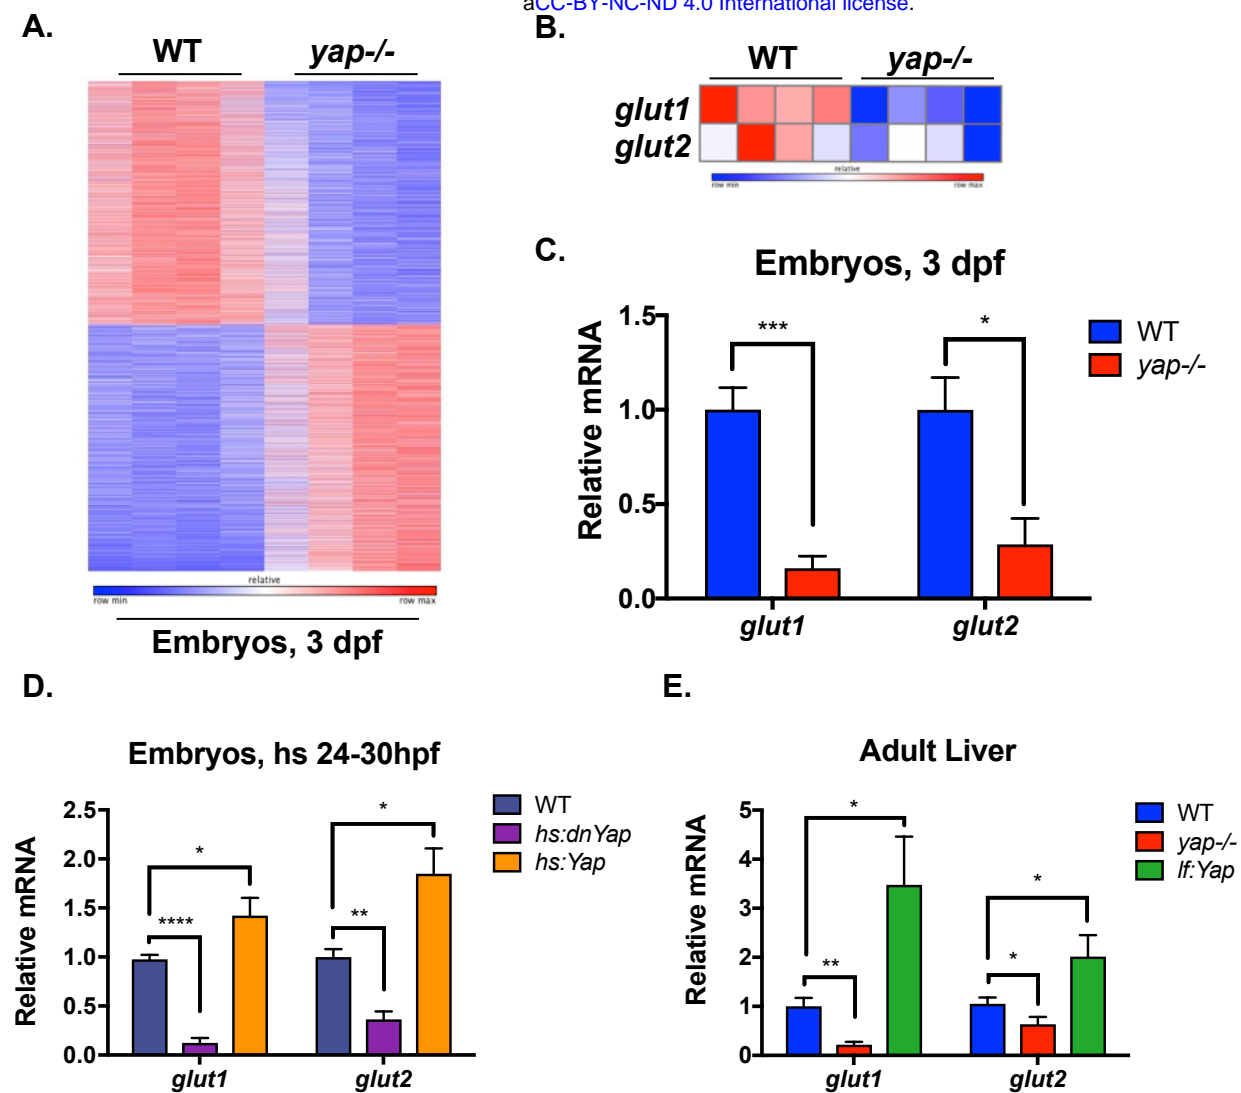 aCC-BY-NC-ND 4.0 International license.
A.
WT yap-/-
relative
row min row max
Embryos, 3 dpf
B.
WT yap-/-
glut1
glut2
relative
row min row max
C.
Embryos, 3 dpf
Relative mRNA
1.5
1.0
0.5
0.0
***
*
glut1 glut2
WT
yap-/-
D.
Embryos, hs 24-30hpf
Relative mRNA
2.5
2.0
1.5
1.0
0.5
0.0
*
****
*
**
glut1 glut2
WT
hs:dnYap
hs:Yap
E.
Adult Liver
Relative mRNA
5
4
3
2
1
0
*
**
*
*
glut1 glut2
WT
yap-/-
lf:Yap